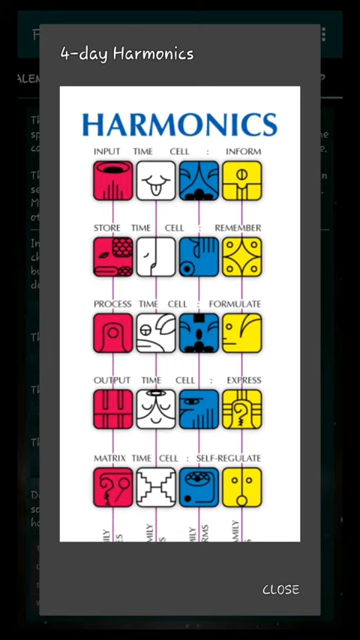 4-day Harmonics
HARMONICS
INPUT TIME CELL : INFORM
STORE TIME CELL : REMEMBER
PROCESS TIME CELL : FORMULATE
OUTPUT TIME CELL : EXPRESS
MATRIX TIME CELL : SELF-REGULATE
CLOSE